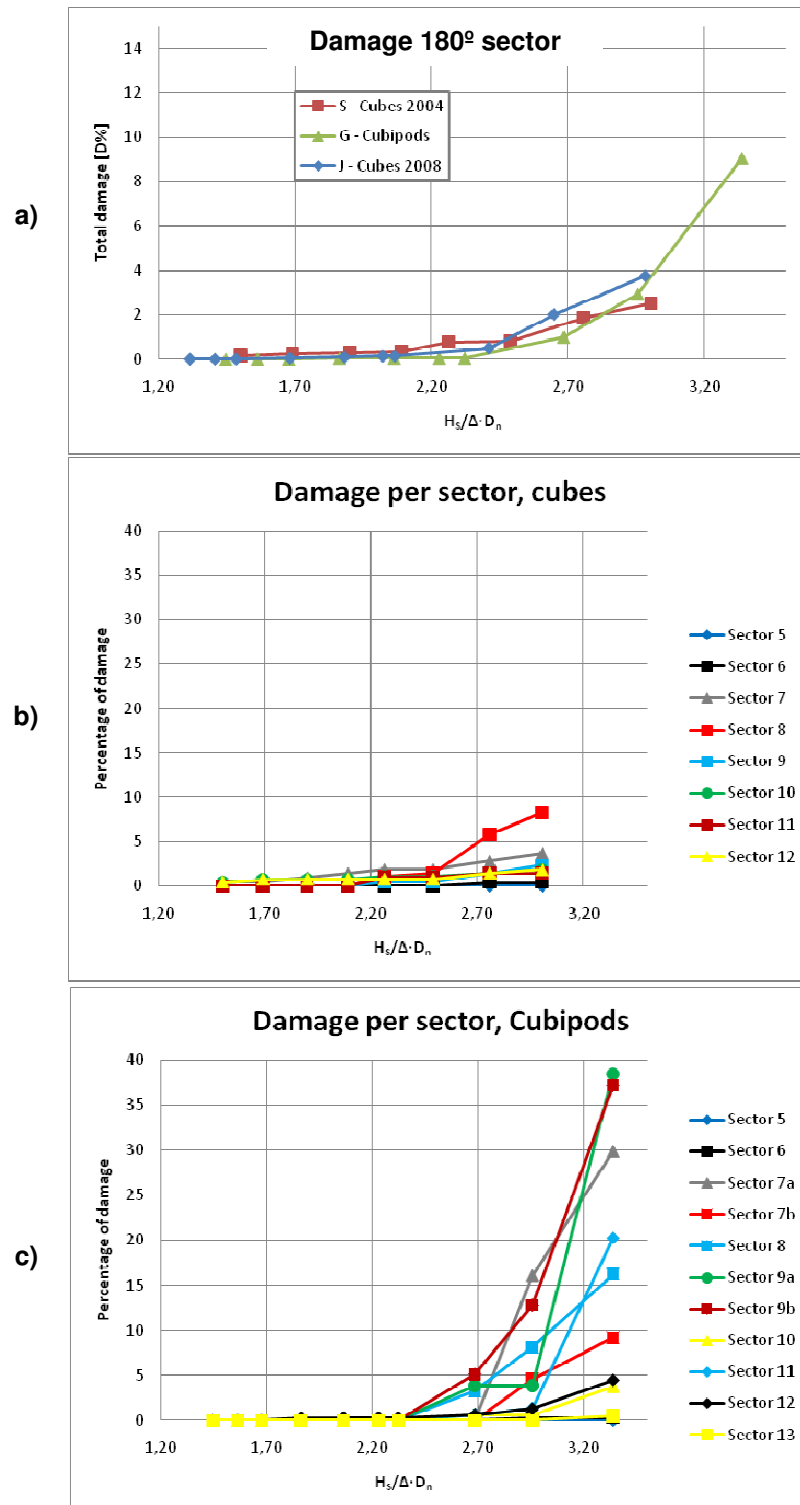 a)
Damage 180º sector
Total damage [D%]
14
12
10
8
6
4
2
0
S - Cubes 2004
G - Cubipods
J - Cubes 2008
1,20 1,70 2,20 2,70 3,20
Hs/Δ·Dn
b)
Damage per sector, cubes
Percentage of damage
40
35
30
25
20
15
10
5
0
Sector 5
Sector 6
Sector 7
Sector 8
Sector 9
Sector 10
Sector 11
Sector 12
1,20 1,70 2,20 2,70 3,20
Hs/Δ·Dn
c)
Damage per sector, Cubipods
Percentage of damage
40
35
30
25
20
15
10
5
0
Sector 5
Sector 6
Sector 7a
Sector 7b
Sector 8
Sector 9a
Sector 9b
Sector 10
Sector 11
Sector 12
Sector 13
1,20 1,70 2,20 2,70 3,20
Hs/Δ·Dn